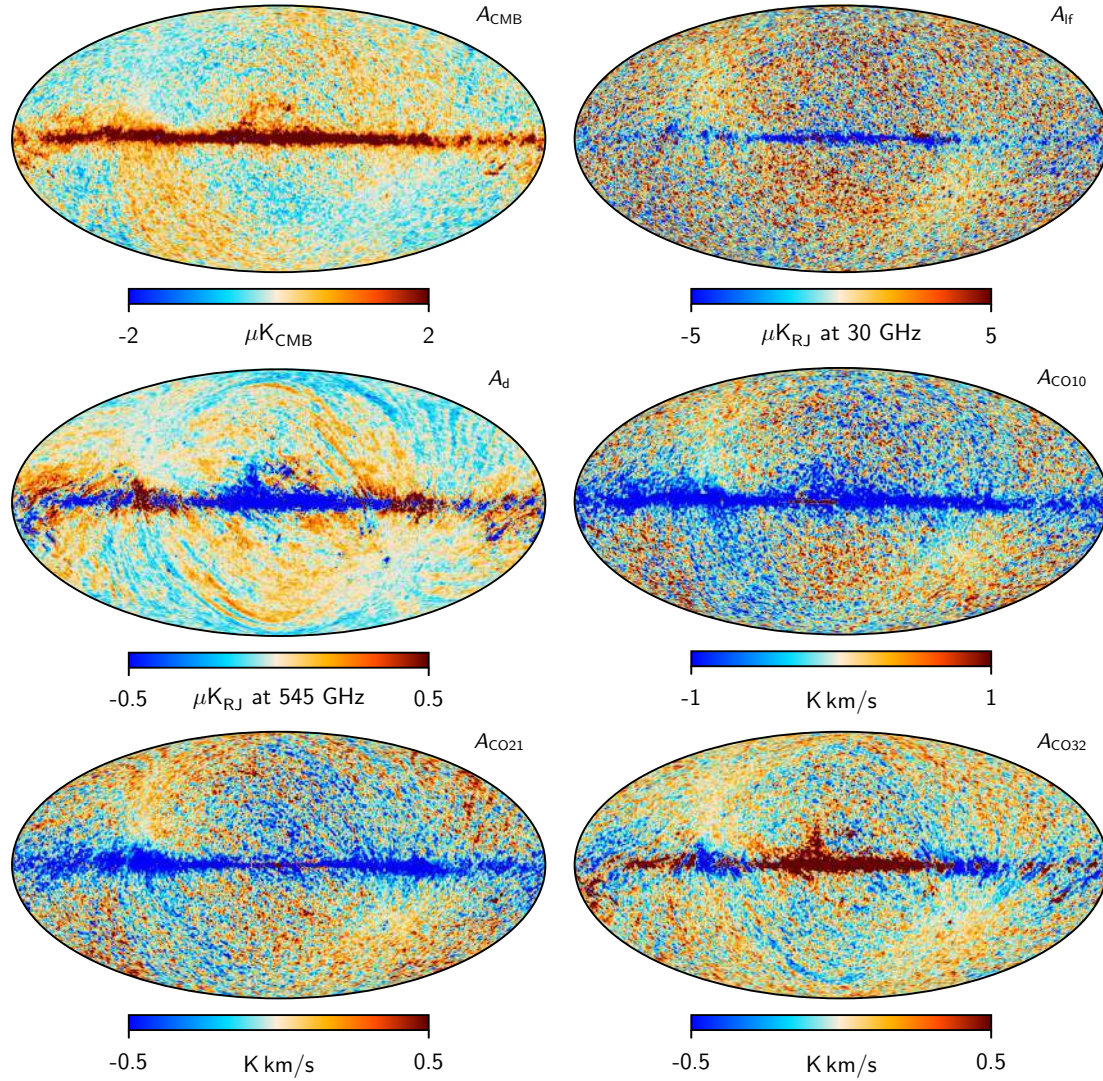 A_CMB A_lf
-2 2 -5 5
μK_CMB μK_RJ at 30 GHz
A_d A_CO10
-0.5 0.5 -1 1
μK_RJ at 545 GHz K km/s
A_CO21 A_CO32
-0.5 0.5 -0.5 0.5
K km/s K km/s